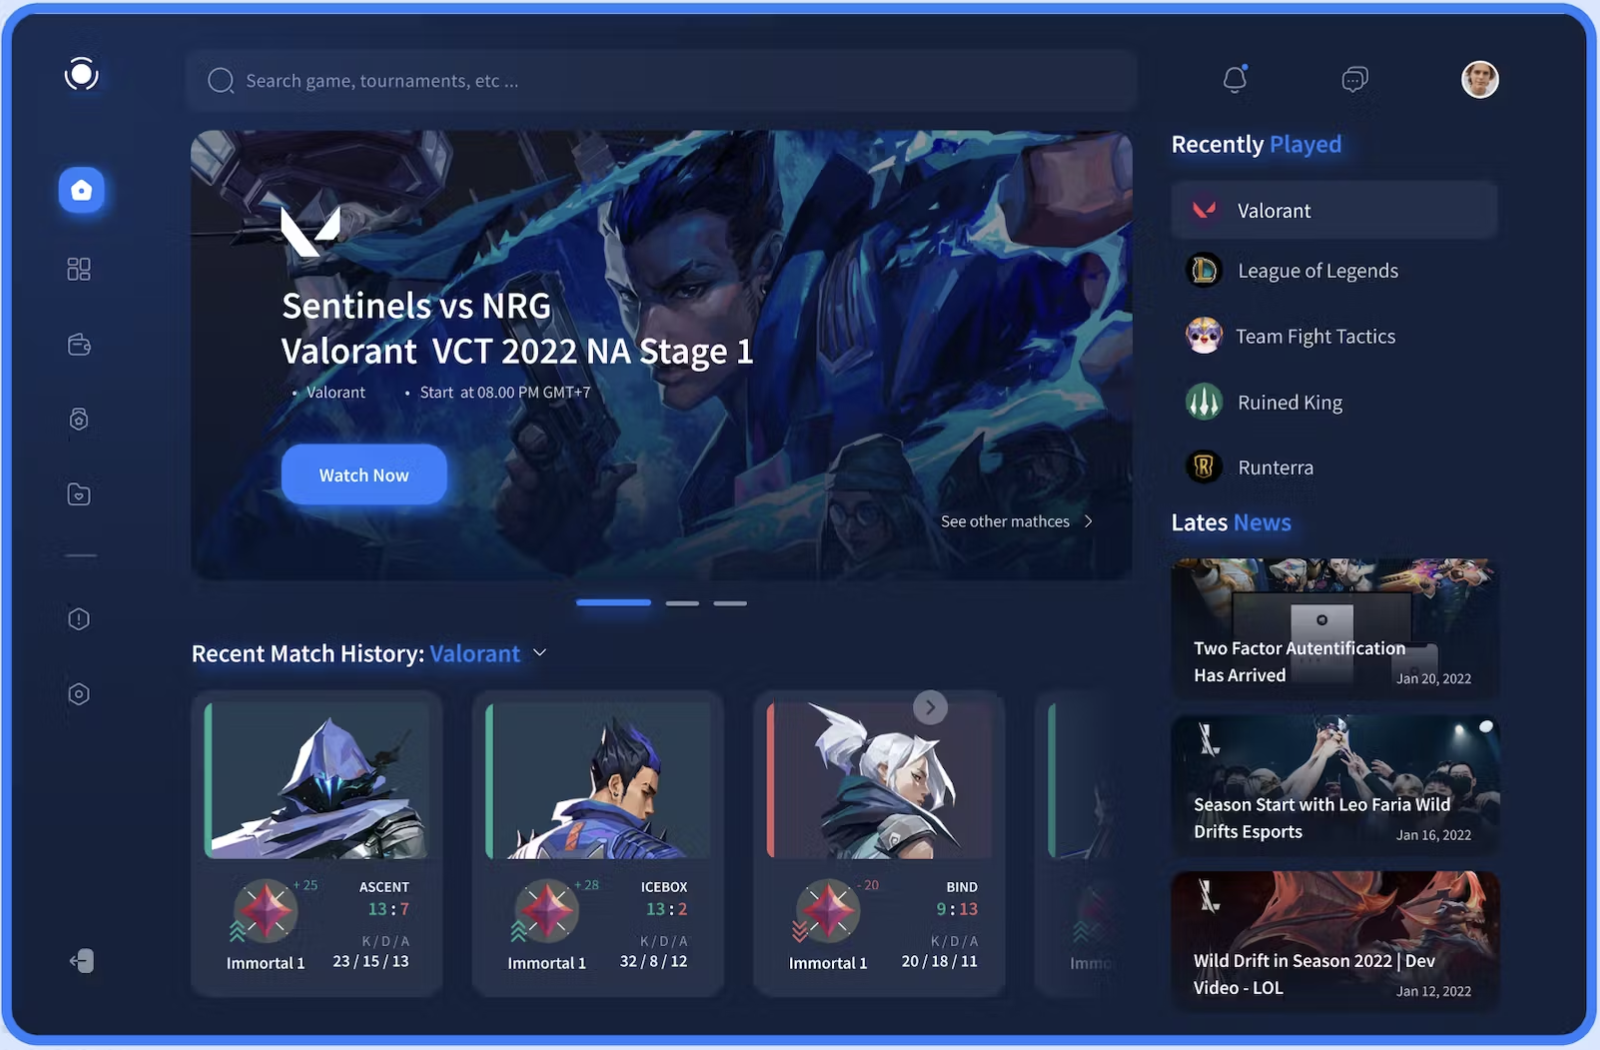 Search game, tournaments, etc ...
Sentinels vs NRG
Valorant VCT 2022 NA Stage 1
• Valorant • Start at 08.00 PM GMT+7
Watch Now
See other mathces
Recent Match History: Valorant
+ 25
ASCENT
13 : 7
K / D / A
Immortal 1
23 / 15 / 13
+ 28
ICEBOX
13 : 2
K / D / A
Immortal 1
32 / 8 / 12
- 20
BIND
9 : 13
K / D / A
Immortal 1
20 / 18 / 11
Immo
Recently Played
Valorant
League of Legends
Team Fight Tactics
Ruined King
Runterra
Lates News
Two Factor Autentification
Has Arrived
Jan 20, 2022
Season Start with Leo Faria Wild
Drifts Esports
Jan 16, 2022
Wild Drift in Season 2022 | Dev
Video - LOL
Jan 12, 2022